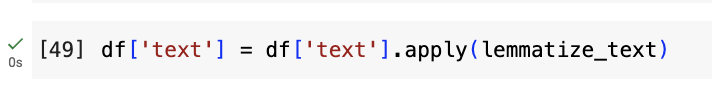 [49] df['text'] = df['text'].apply(lemmatize_text)
0s